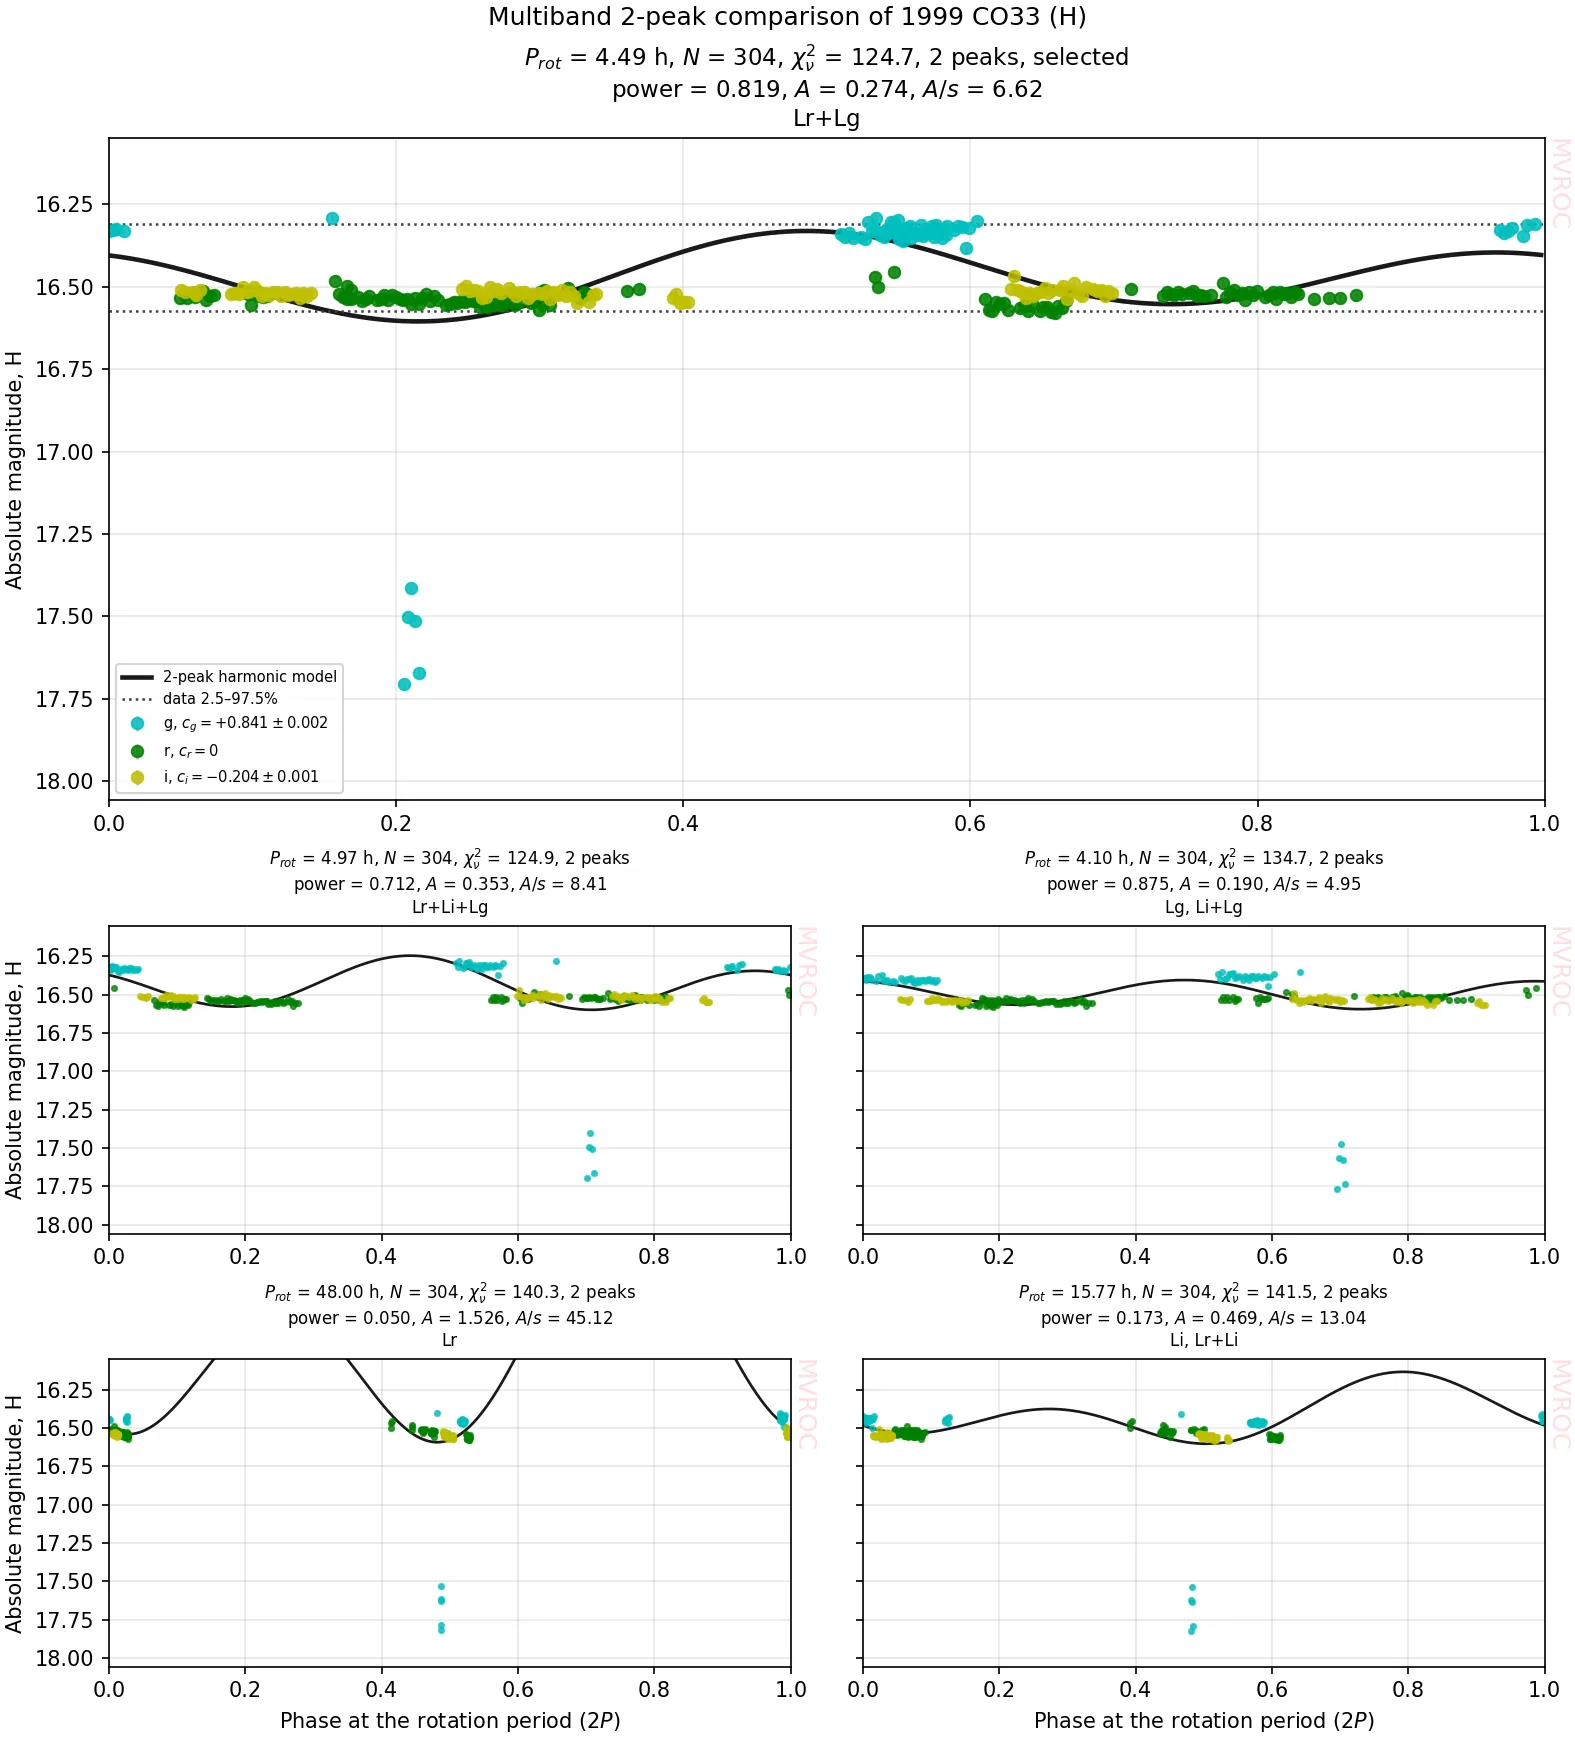 Multiband 2-peak comparison of 1999 CO33 (H)
P_rot = 4.49 h, N = 304, χ²_ν = 124.7, 2 peaks, selected
power = 0.819, A = 0.274, A/s = 6.62
Lr+Lg
MVROC
Absolute magnitude, H
16.25
16.50
16.75
17.00
17.25
17.50
17.75
18.00
2-peak harmonic model
data 2.5–97.5%
g, c_g = +0.841 ± 0.002
r, c_r = 0
i, c_i = −0.204 ± 0.001
0.0 0.2 0.4 0.6 0.8 1.0
P_rot = 4.97 h, N = 304, χ²_ν = 124.9, 2 peaks
power = 0.712, A = 0.353, A/s = 8.41
Lr+Li+Lg
MVROC
Absolute magnitude, H
16.25
16.50
16.75
17.00
17.25
17.50
17.75
18.00
0.0 0.2 0.4 0.6 0.8 1.0
P_rot = 4.10 h, N = 304, χ²_ν = 134.7, 2 peaks
power = 0.875, A = 0.190, A/s = 4.95
Lg, Li+Lg
MVROC
0.0 0.2 0.4 0.6 0.8 1.0
P_rot = 48.00 h, N = 304, χ²_ν = 140.3, 2 peaks
power = 0.050, A = 1.526, A/s = 45.12
Lr
MVROC
Absolute magnitude, H
16.25
16.50
16.75
17.00
17.25
17.50
17.75
18.00
0.0 0.2 0.4 0.6 0.8 1.0
Phase at the rotation period (2P)
P_rot = 15.77 h, N = 304, χ²_ν = 141.5, 2 peaks
power = 0.173, A = 0.469, A/s = 13.04
Li, Lr+Li
MVROC
0.0 0.2 0.4 0.6 0.8 1.0
Phase at the rotation period (2P)